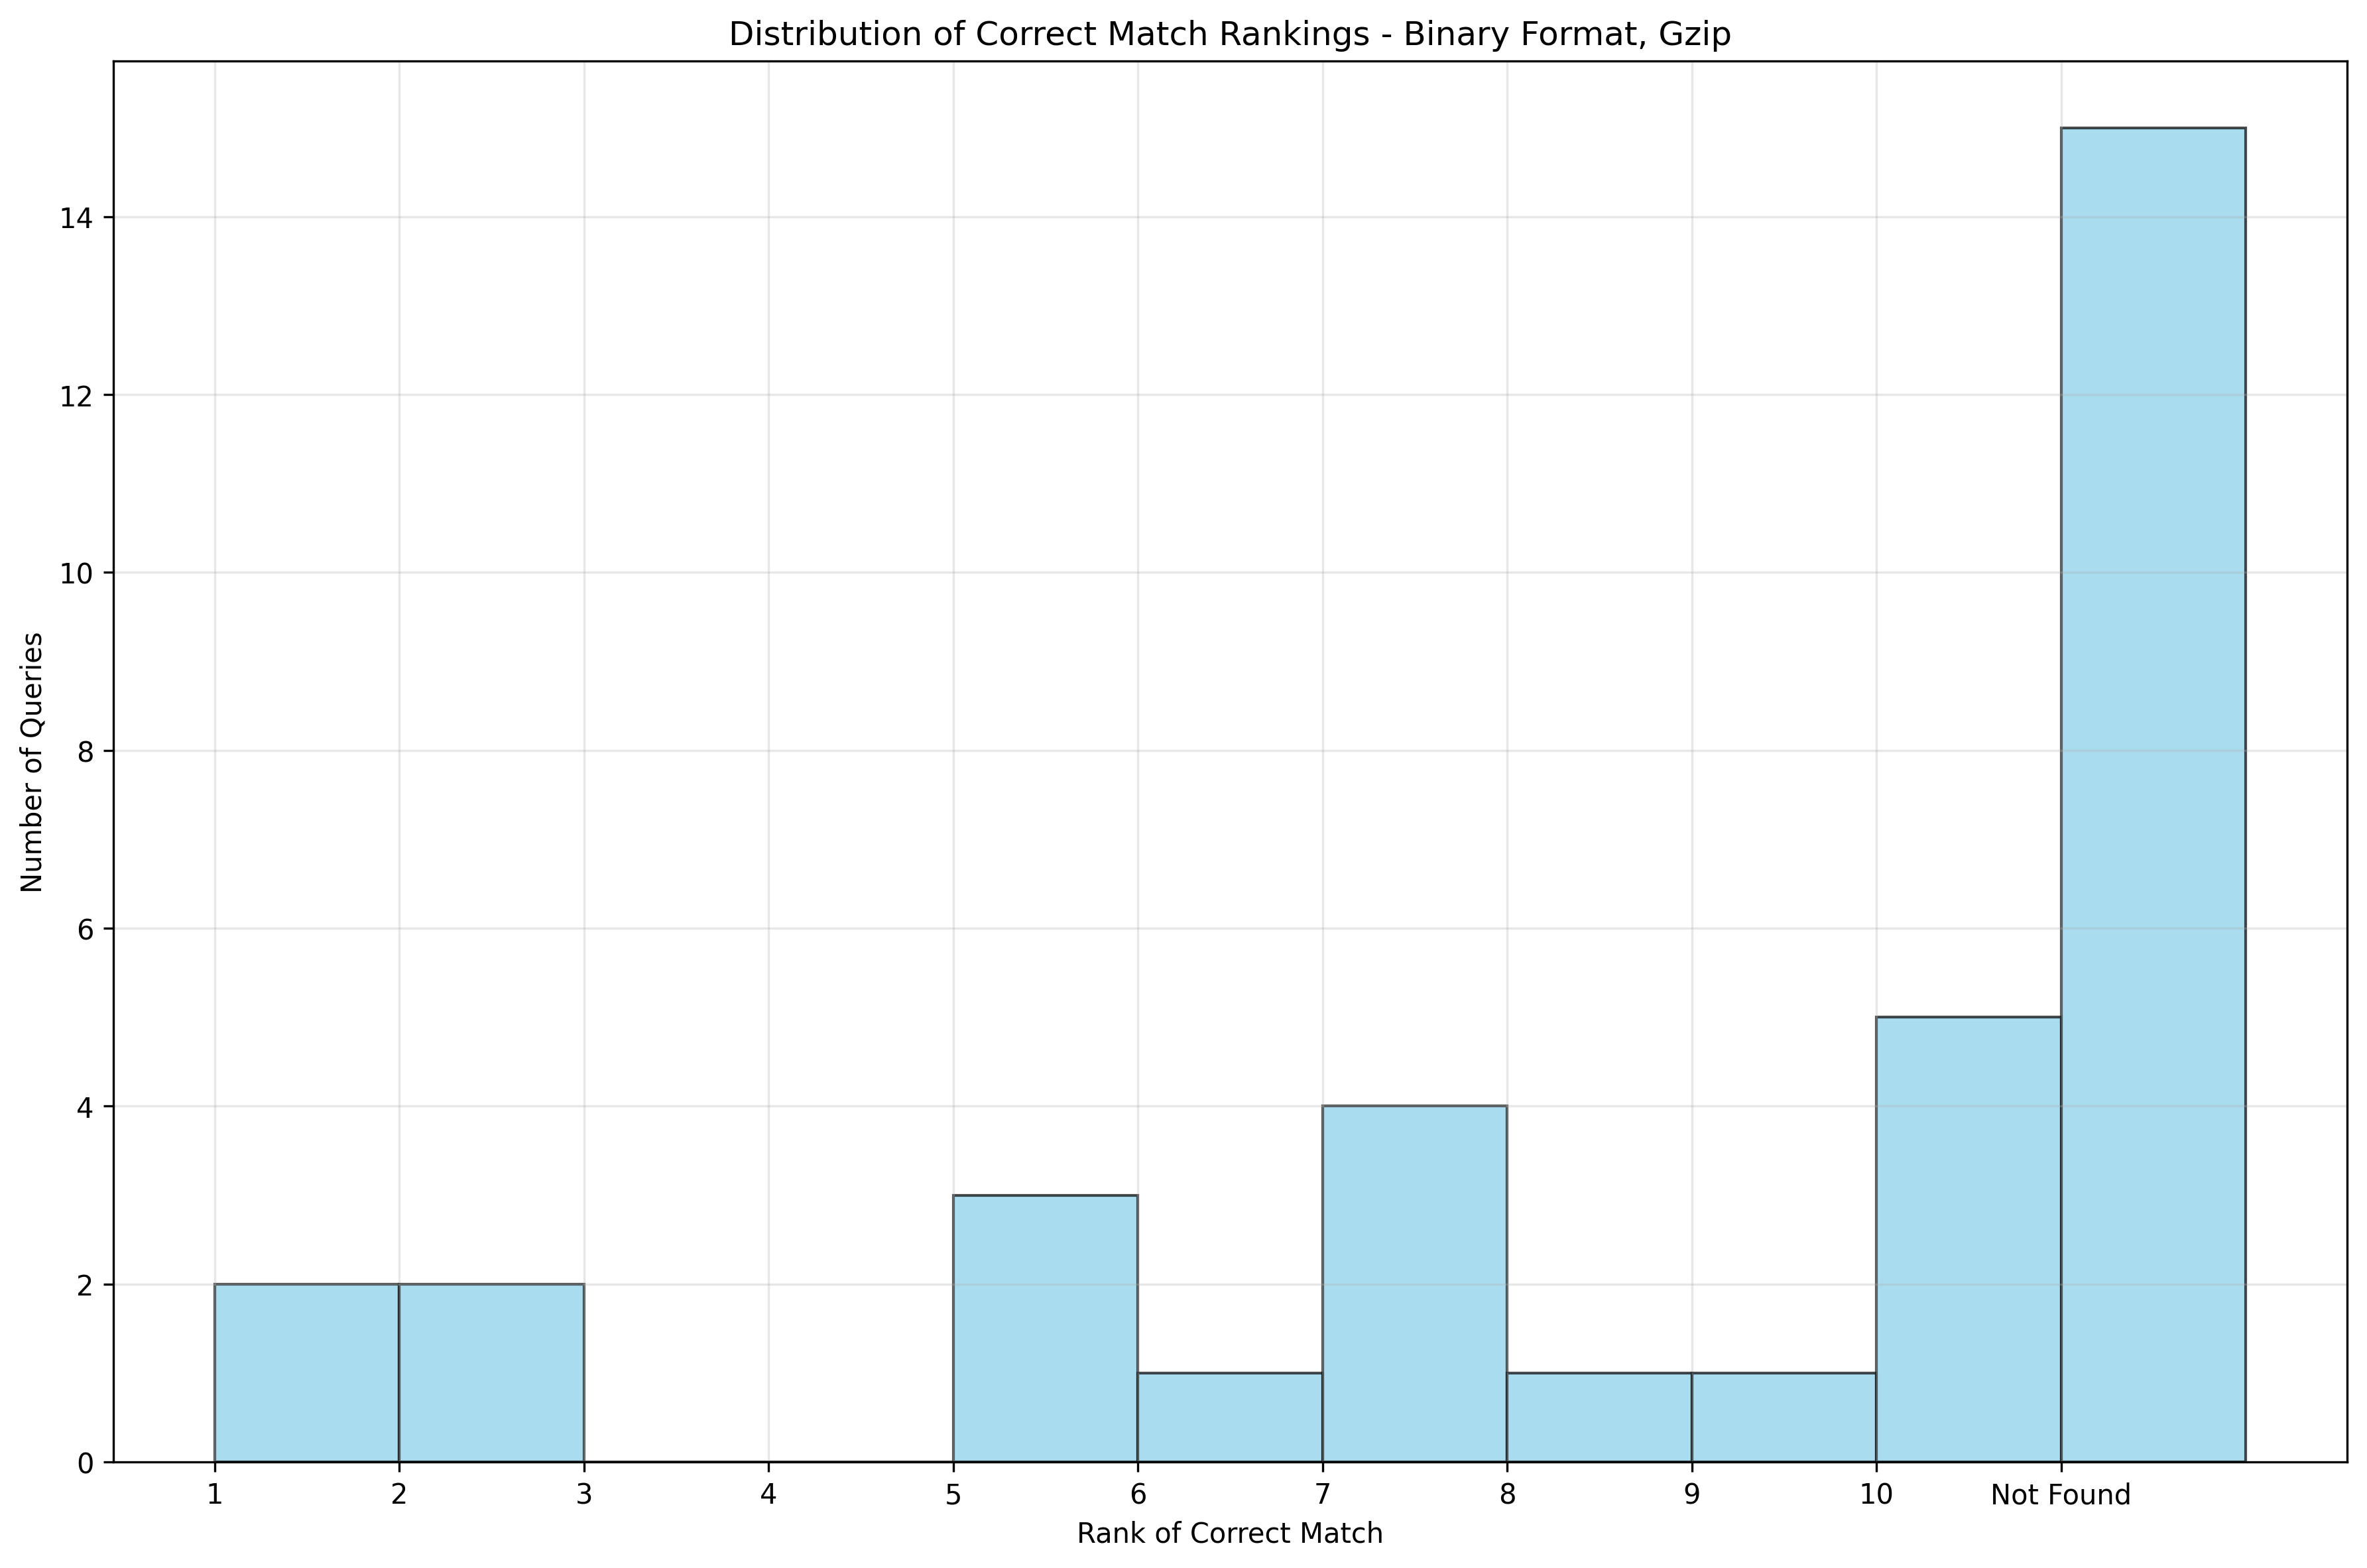 Distribution of Correct Match Rankings - Binary Format, Gzip
Number of Queries
14
12
10
8
6
4
2
0
1 2 3 4 5 6 7 8 9 10 Not Found
Rank of Correct Match